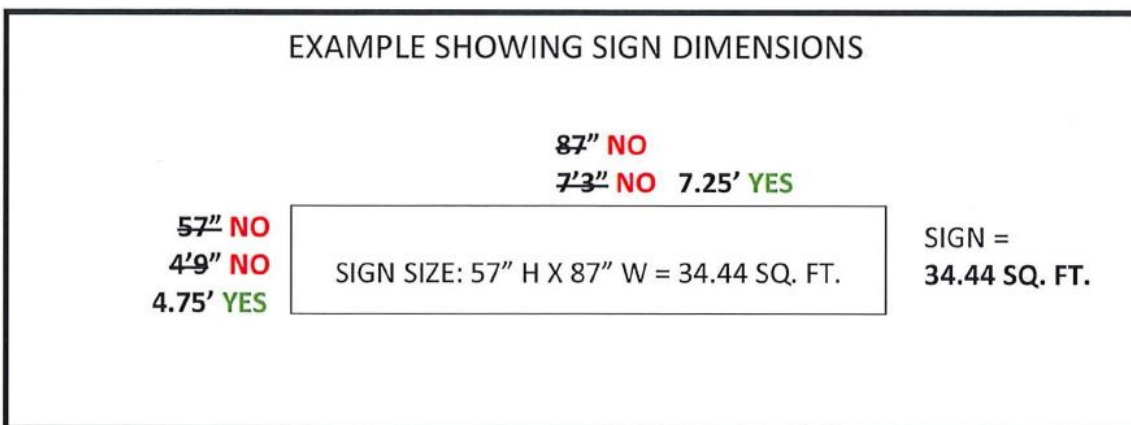 EXAMPLE SHOWING SIGN DIMENSIONS
87" NO
7'3" NO 7.25' YES
57" NO
4'9" NO
4.75' YES
SIGN SIZE: 57" H X 87" W = 34.44 SQ. FT.
SIGN =
34.44 SQ. FT.